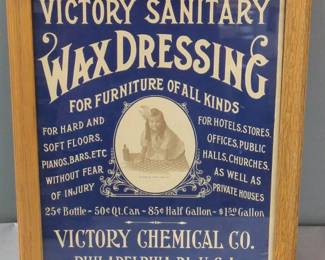 VICTORY SANITARY
WAX DRESSING
FOR FURNITURE OF ALL KINDS
FOR HARD AND
SOFT FLOORS,
PIANOS, BARS, ETC
WITHOUT FEAR
OF INJURY
FOR HOTELS, STORES,
OFFICES, PUBLIC
HALLS, CHURCHES,
AS WELL AS
PRIVATE HOUSES
25¢ Bottle - 50¢ Qt. Can - 85¢ Half Gallon - $1.50 Gallon
VICTORY CHEMICAL CO.
PHILADELPHIA PA. U.S.A.